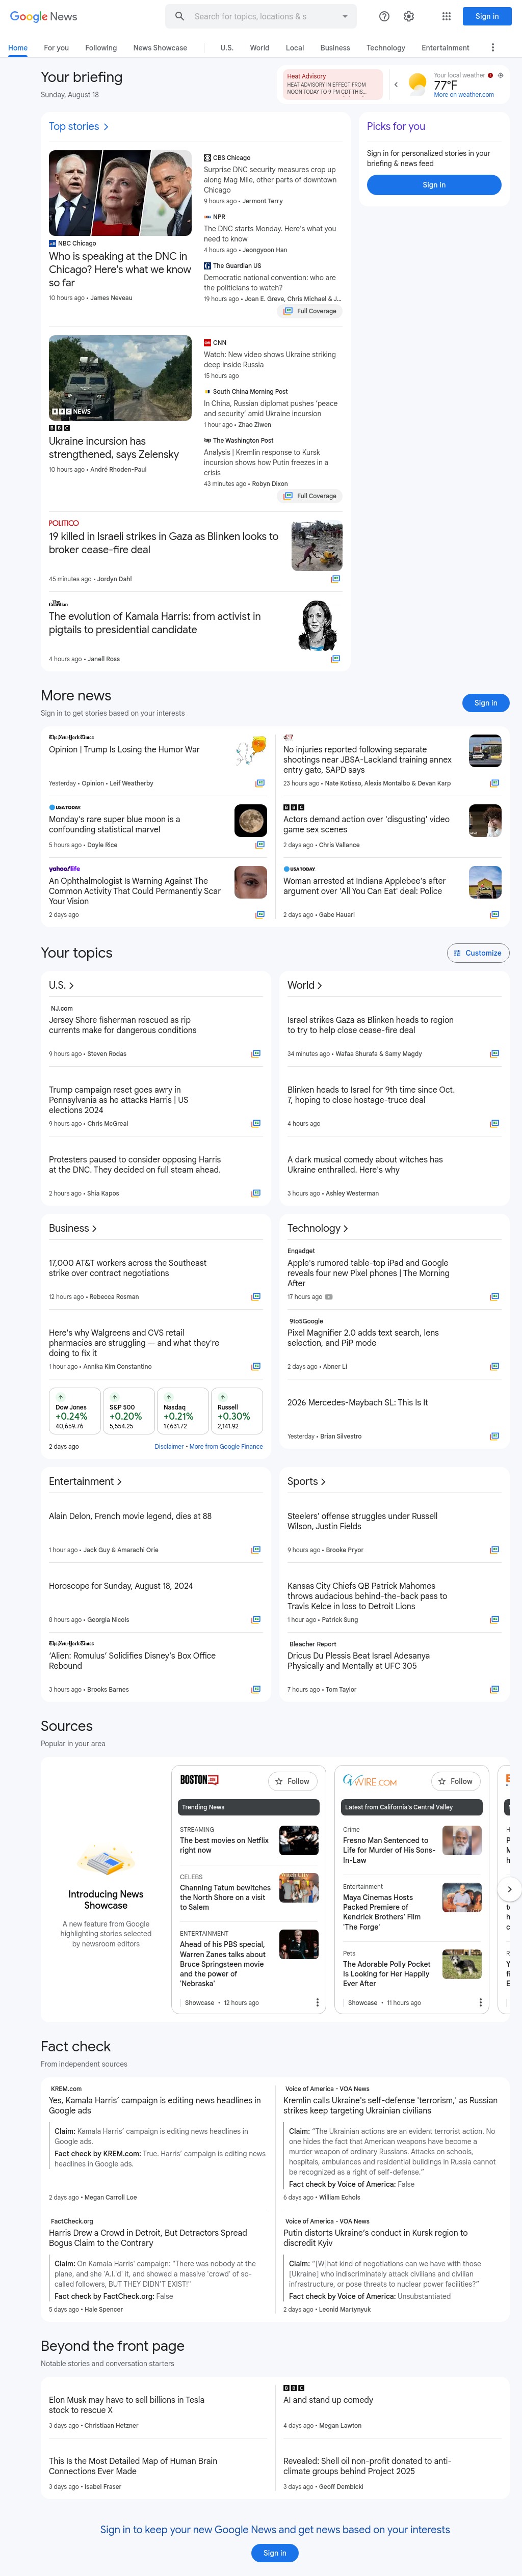 Google News
Search for topics, locations & s
Sign in
Home
For you
Following
News Showcase
U.S.
World
Local
Business
Technology
Entertainment
Your briefing
Sunday, August 18
Heat Advisory
HEAT ADVISORY IN EFFECT FROM
NOON TODAY TO 9 PM CDT THIS...
Your local weather
77°F
More on weather.com
Top stories
NBC Chicago
Who is speaking at the DNC in
Chicago? Here's what we know
so far
10 hours ago • James Neveau
CBS Chicago
Surprise DNC security measures crop up
along Mag Mile, other parts of downtown
Chicago
9 hours ago • Jermont Terry
NPR
The DNC starts Monday. Here's what you
need to know
4 hours ago • Jeongyoon Han
The Guardian US
Democratic national convention: who are
the politicians to watch?
19 hours ago • Joan E. Greve, Chris Michael & J...
Full Coverage
BBC NEWS
BBC
Ukraine incursion has
strengthened, says Zelensky
10 hours ago • André Rhoden-Paul
CNN
Watch: New video shows Ukraine striking
deep inside Russia
15 hours ago
South China Morning Post
In China, Russian diplomat pushes 'peace
and security' amid Ukraine incursion
1 hour ago • Zhao Ziwen
The Washington Post
Analysis | Kremlin response to Kursk
incursion shows how Putin freezes in a
crisis
43 minutes ago • Robyn Dixon
Full Coverage
POLITICO
19 killed in Israeli strikes in Gaza as Blinken looks to
broker cease-fire deal
45 minutes ago • Jordyn Dahl
The Guardian
The evolution of Kamala Harris: from activist in
pigtails to presidential candidate
4 hours ago • Janell Ross
Picks for you
Sign in for personalized stories in your
briefing & news feed
Sign in
More news
Sign in to get stories based on your interests
Sign in
The New York Times
Opinion | Trump Is Losing the Humor War
Yesterday • Opinion • Leif Weatherby
No injuries reported following separate
shootings near JBSA-Lackland training annex
entry gate, SAPD says
23 hours ago • Nate Kotisso, Alexis Montalbo & Devan Karp
USA TODAY
Monday's rare super blue moon is a
confounding statistical marvel
5 hours ago • Doyle Rice
BBC
Actors demand action over 'disgusting' video
game sex scenes
2 days ago • Chris Vallance
yahoo!life
An Ophthalmologist Is Warning Against The
Common Activity That Could Permanently Scar
Your Vision
2 days ago
USA TODAY
Woman arrested at Indiana Applebee's after
argument over 'All You Can Eat' deal: Police
2 days ago • Gabe Hauari
Your topics
Customize
U.S.
NJ.com
Jersey Shore fisherman rescued as rip
currents make for dangerous conditions
9 hours ago • Steven Rodas
Trump campaign reset goes awry in
Pennsylvania as he attacks Harris | US
elections 2024
9 hours ago • Chris McGreal
Protesters paused to consider opposing Harris
at the DNC. They decided on full steam ahead.
2 hours ago • Shia Kapos
World
Israel strikes Gaza as Blinken heads to region
to try to help close cease-fire deal
34 minutes ago • Wafaa Shurafa & Samy Magdy
Blinken heads to Israel for 9th time since Oct.
7, hoping to close hostage-truce deal
4 hours ago
A dark musical comedy about witches has
Ukraine enthralled. Here's why
3 hours ago • Ashley Westerman
Business
17,000 AT&T workers across the Southeast
strike over contract negotiations
12 hours ago • Rebecca Rosman
Here's why Walgreens and CVS retail
pharmacies are struggling — and what they're
doing to fix it
1 hour ago • Annika Kim Constantino
Dow Jones
+0.24%
40,659.76
S&P 500
+0.20%
5,554.25
Nasdaq
+0.21%
17,631.72
Russell
+0.30%
2,141.92
2 days ago
Disclaimer • More from Google Finance
Technology
Engadget
Apple's rumored table-top iPad and Google
reveals four new Pixel phones | The Morning
After
17 hours ago
9to5Google
Pixel Magnifier 2.0 adds text search, lens
selection, and PiP mode
2 days ago • Abner Li
2026 Mercedes-Maybach SL: This Is It
Yesterday • Brian Silvestro
Entertainment
Alain Delon, French movie legend, dies at 88
1 hour ago • Jack Guy & Amarachi Orie
Horoscope for Sunday, August 18, 2024
8 hours ago • Georgia Nicols
The New York Times
'Alien: Romulus' Solidifies Disney's Box Office
Rebound
3 hours ago • Brooks Barnes
Sports
Steelers' offense struggles under Russell
Wilson, Justin Fields
9 hours ago • Brooke Pryor
Kansas City Chiefs QB Patrick Mahomes
throws audacious behind-the-back pass to
Travis Kelce in loss to Detroit Lions
1 hour ago • Patrick Sung
Bleacher Report
Dricus Du Plessis Beat Israel Adesanya
Physically and Mentally at UFC 305
7 hours ago • Tom Taylor
Sources
Popular in your area
Introducing News
Showcase
A new feature from Google
highlighting stories selected
by newsroom editors
BOSTON.COM
Follow
Trending News
STREAMING
The best movies on Netflix
right now
CELEBS
Channing Tatum bewitches
the North Shore on a visit
to Salem
ENTERTAINMENT
Ahead of his PBS special,
Warren Zanes talks about
Bruce Springsteen movie
and the power of
'Nebraska'
Showcase • 12 hours ago
GVWIRE.COM
Follow
Latest from California's Central Valley
Crime
Fresno Man Sentenced to
Life for Murder of His Sons-
In-Law
Entertainment
Maya Cinemas Hosts
Packed Premiere of
Kendrick Brothers' Film
'The Forge'
Pets
The Adorable Polly Pocket
Is Looking for Her Happily
Ever After
Showcase • 11 hours ago
Fact check
From independent sources
KREM.com
Yes, Kamala Harris' campaign is editing news headlines in
Google ads
Claim: Kamala Harris' campaign is editing news headlines in
Google ads.
Fact check by KREM.com: True. Harris' campaign is editing news
headlines in Google ads.
2 days ago • Megan Carroll Loe
Voice of America - VOA News
Kremlin calls Ukraine's self-defense 'terrorism,' as Russian
strikes keep targeting Ukrainian civilians
Claim: "The Ukrainian actions are an evident terrorist action. No
one hides the fact that American weapons have become a
murder weapon of ordinary Russians. Attacks on schools,
hospitals, ambulances and residential buildings in Russia cannot
be recognized as a right of self-defense."
Fact check by Voice of America: False
6 days ago • William Echols
FactCheck.org
Harris Drew a Crowd in Detroit, But Detractors Spread
Bogus Claim to the Contrary
Claim: On Kamala Harris' campaign: "There was nobody at the
plane, and she 'A.I.'d' it, and showed a massive 'crowd' of so-
called followers, BUT THEY DIDN'T EXIST!"
Fact check by FactCheck.org: False
5 days ago • Hale Spencer
Voice of America - VOA News
Putin distorts Ukraine's conduct in Kursk region to
discredit Kyiv
Claim: "[W]hat kind of negotiations can we have with those
[Ukraine] who indiscriminately attack civilians and civilian
infrastructure, or pose threats to nuclear power facilities?"
Fact check by Voice of America: Unsubstantiated
2 days ago • Leonid Martynyuk
Beyond the front page
Notable stories and conversation starters
Elon Musk may have to sell billions in Tesla
stock to rescue X
3 days ago • Christiaan Hetzner
BBC
AI and stand up comedy
4 days ago • Megan Lawton
This Is the Most Detailed Map of Human Brain
Connections Ever Made
3 days ago • Isabel Fraser
Revealed: Shell oil non-profit donated to anti-
climate groups behind Project 2025
3 days ago • Geoff Dembicki
Sign in to keep your new Google News and get news based on your interests
Sign in